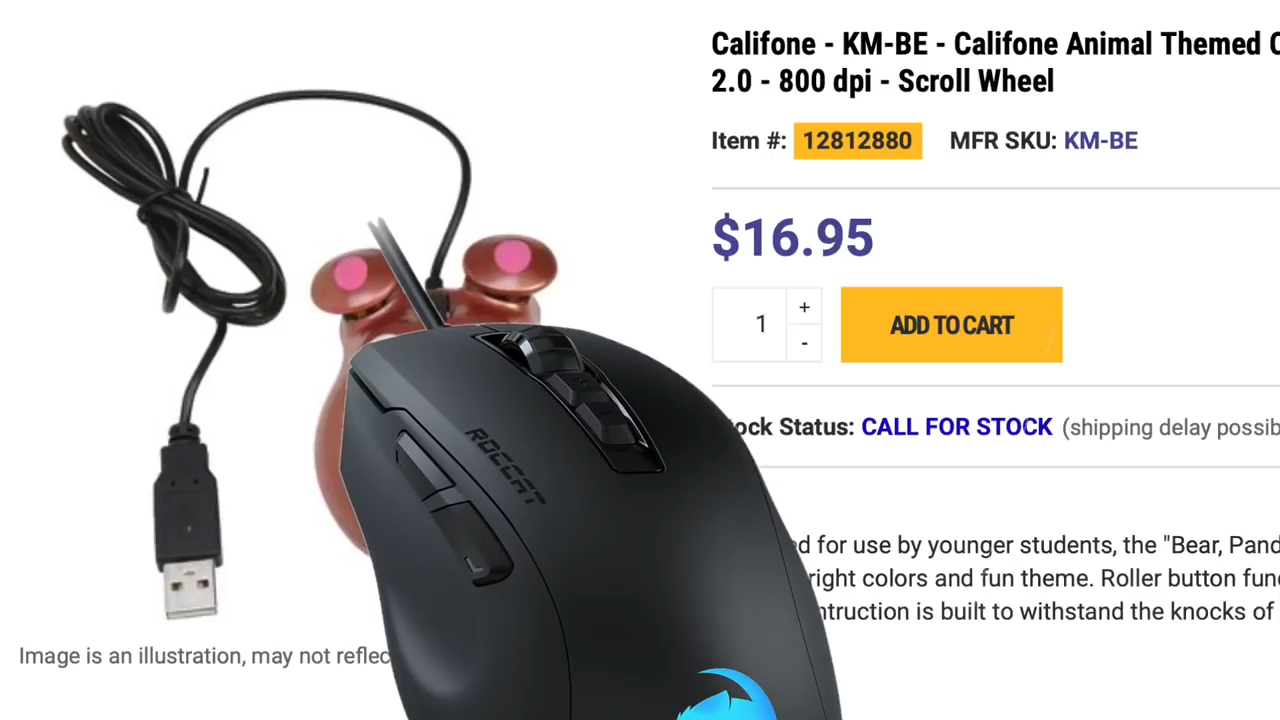 Califone - KM-BE - Califone Animal Themed
2.0 - 800 dpi - Scroll Wheel
Item #: 12812880 MFR SKU: KM-BE
$16.95
1 + -
ADD TO CART
Stock Status: CALL FOR STOCK (shipping delay
ROCCAT
for use by younger students, the "Bear,
colors and fun theme. Roller button
is built to withstand the knocks of
Image is an illustration, may not